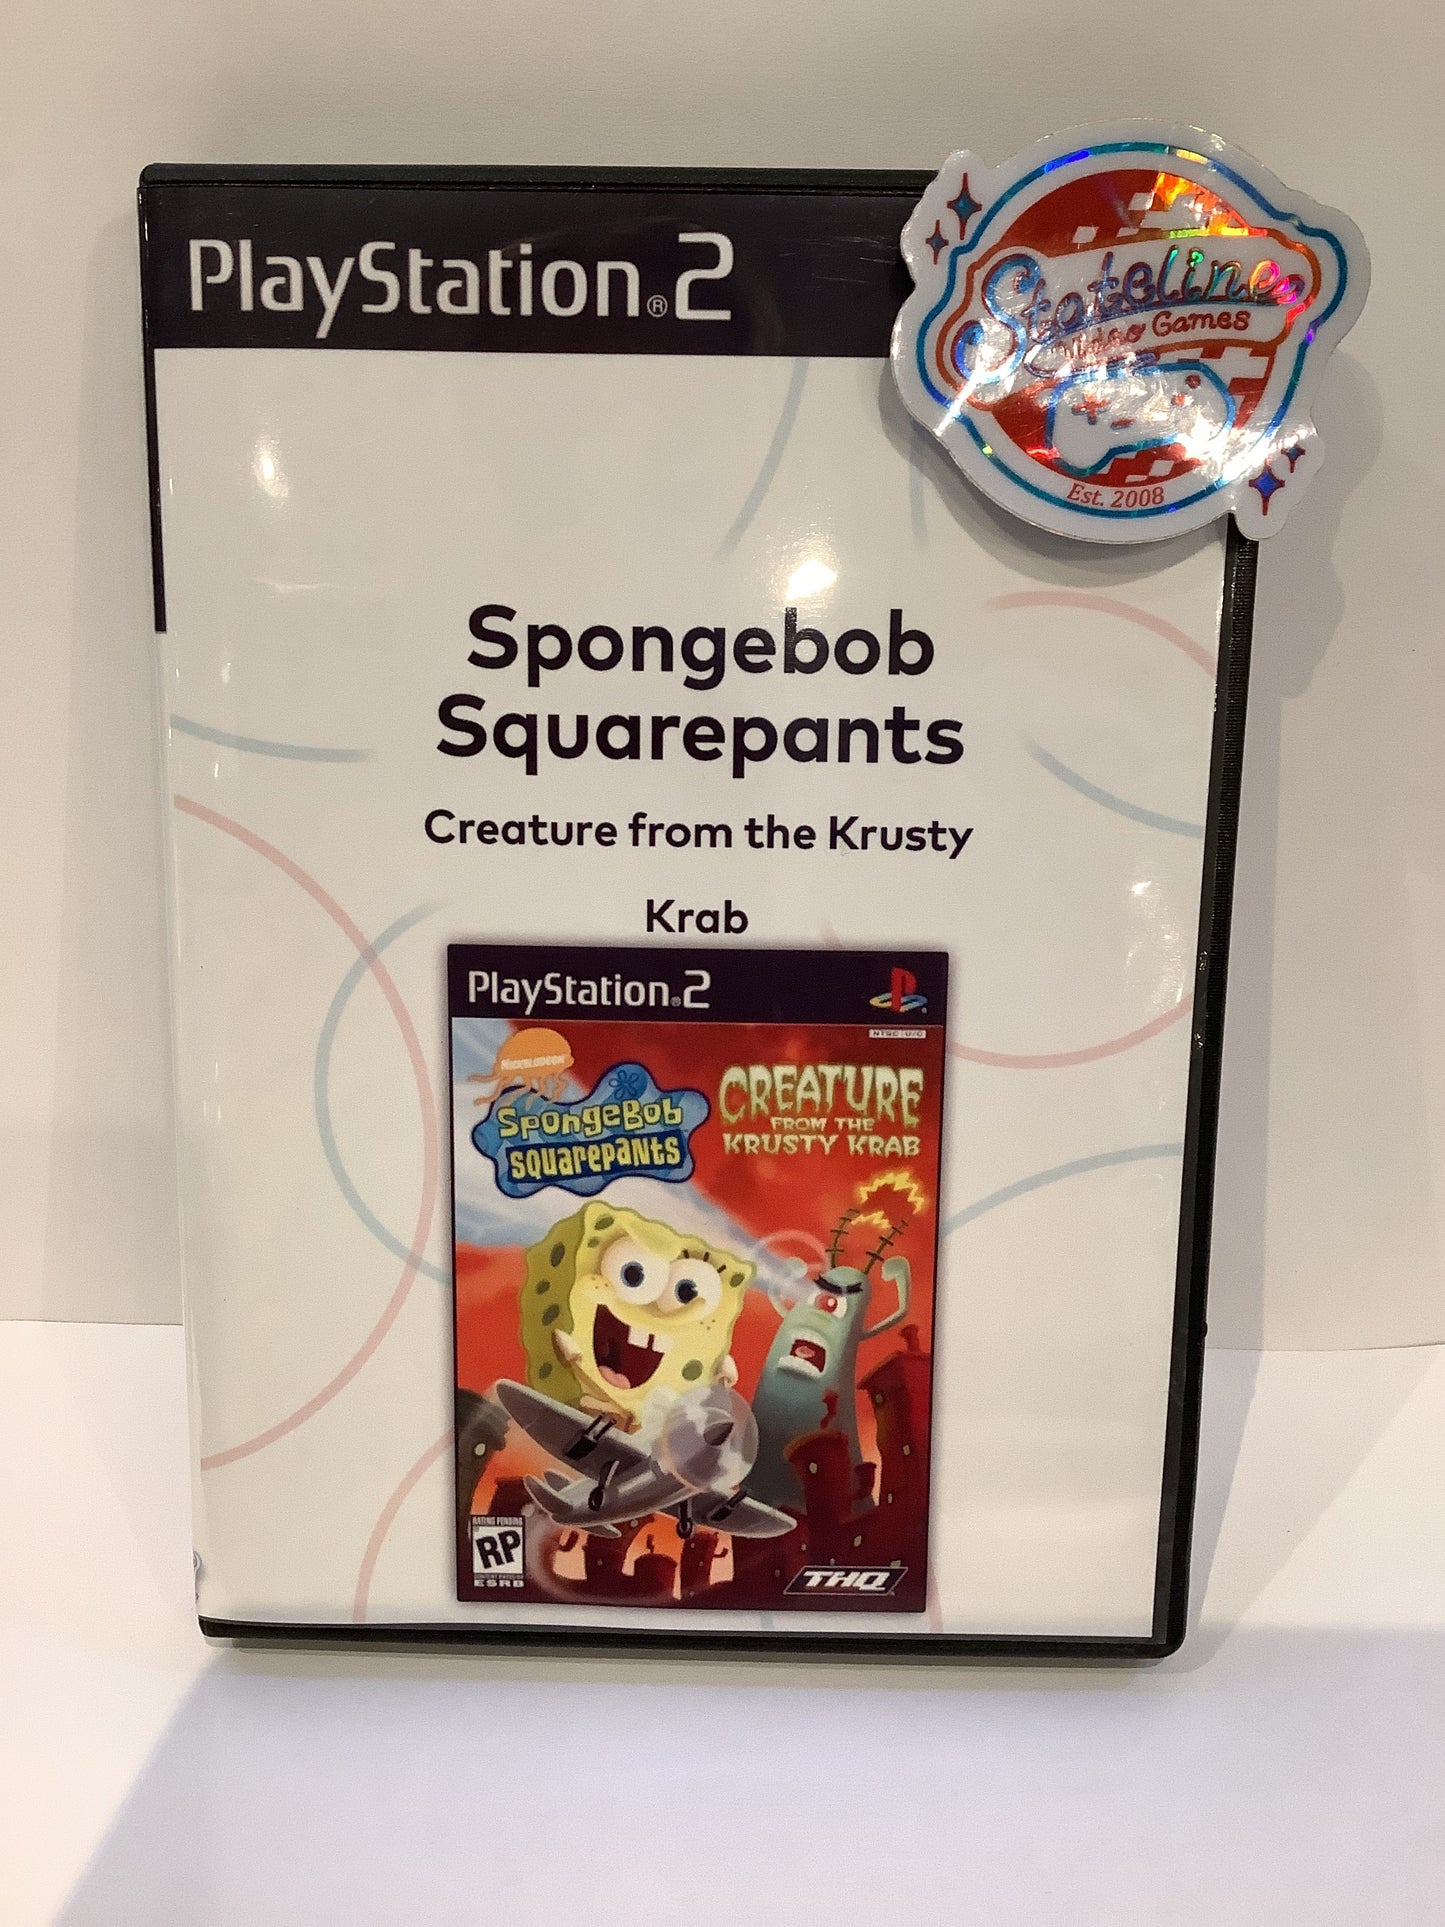 PlayStation®2
Stateline
Video Games
Est. 2008
Spongebob
Squarepants
Creature from the Krusty
Krab
PlayStation®2
NTSC U/C
NICKELODEON
SpongeBob
SQUAREPANTS
CREATURE
FROM THE
KRUSTY KRAB
RATING PENDING
RP
ESRB
THQ